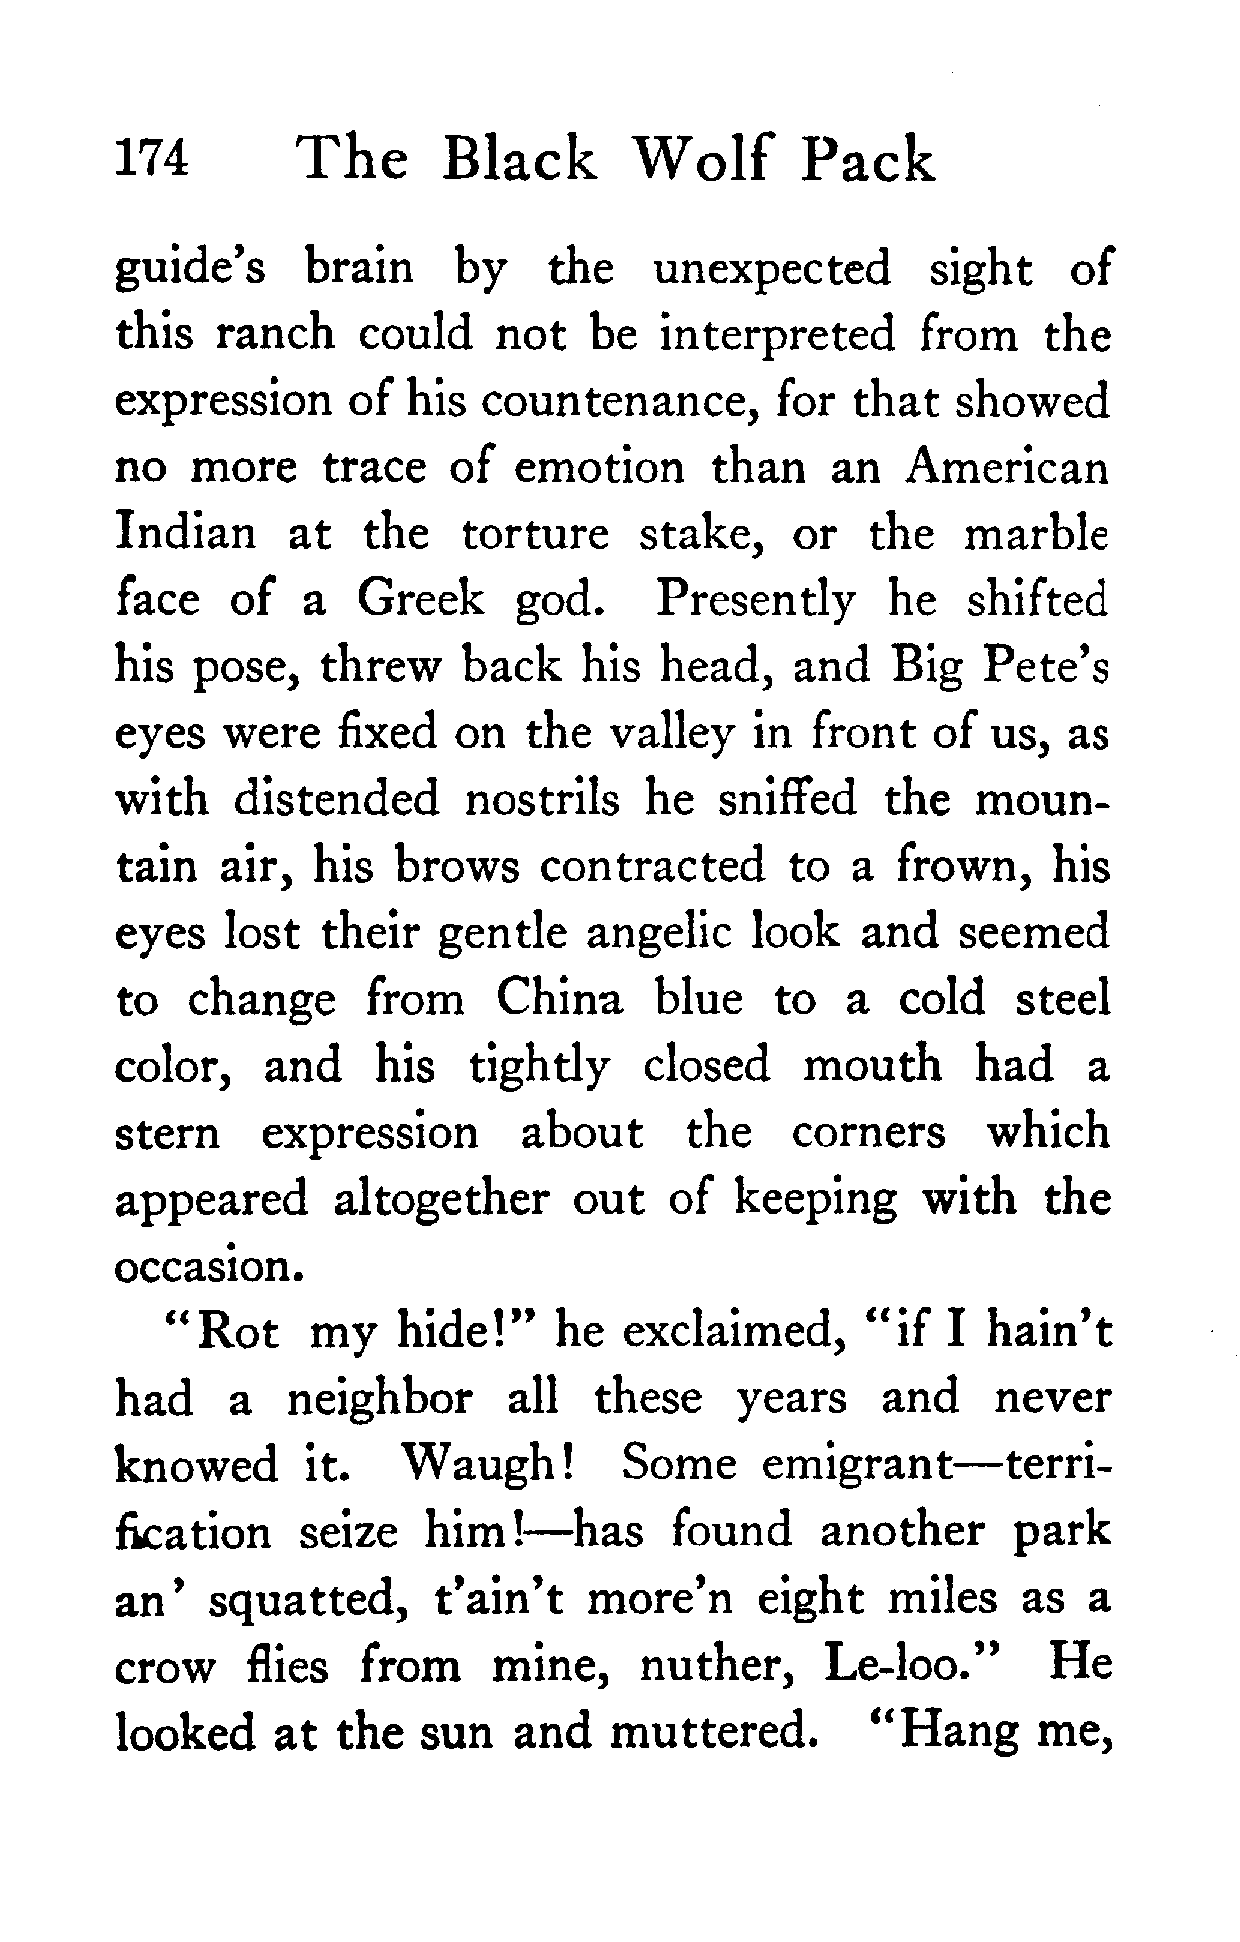 174 The Black Wolf Pack
guide's brain by the unexpected sight of
this ranch could not be interpreted from the
expression of his countenance, for that showed
no more trace of emotion than an American
Indian at the torture stake, or the marble
face of a Greek god. Presently he shifted
his pose, threw back his head, and Big Pete's
eyes were fixed on the valley in front of us, as
with distended nostrils he sniffed the moun-
tain air, his brows contracted to a frown, his
eyes lost their gentle angelic look and seemed
to change from China blue to a cold steel
color, and his tightly closed mouth had a
stern expression about the corners which
appeared altogether out of keeping with the
occasion.
"Rot my hide!" he exclaimed, "if I hain't
had a neighbor all these years and never
knowed it. Waugh! Some emigrant—terri-
fication seize him!—has found another park
an' squatted, t'ain't more'n eight miles as a
crow flies from mine, nuther, Le-loo." He
looked at the sun and muttered. "Hang me,